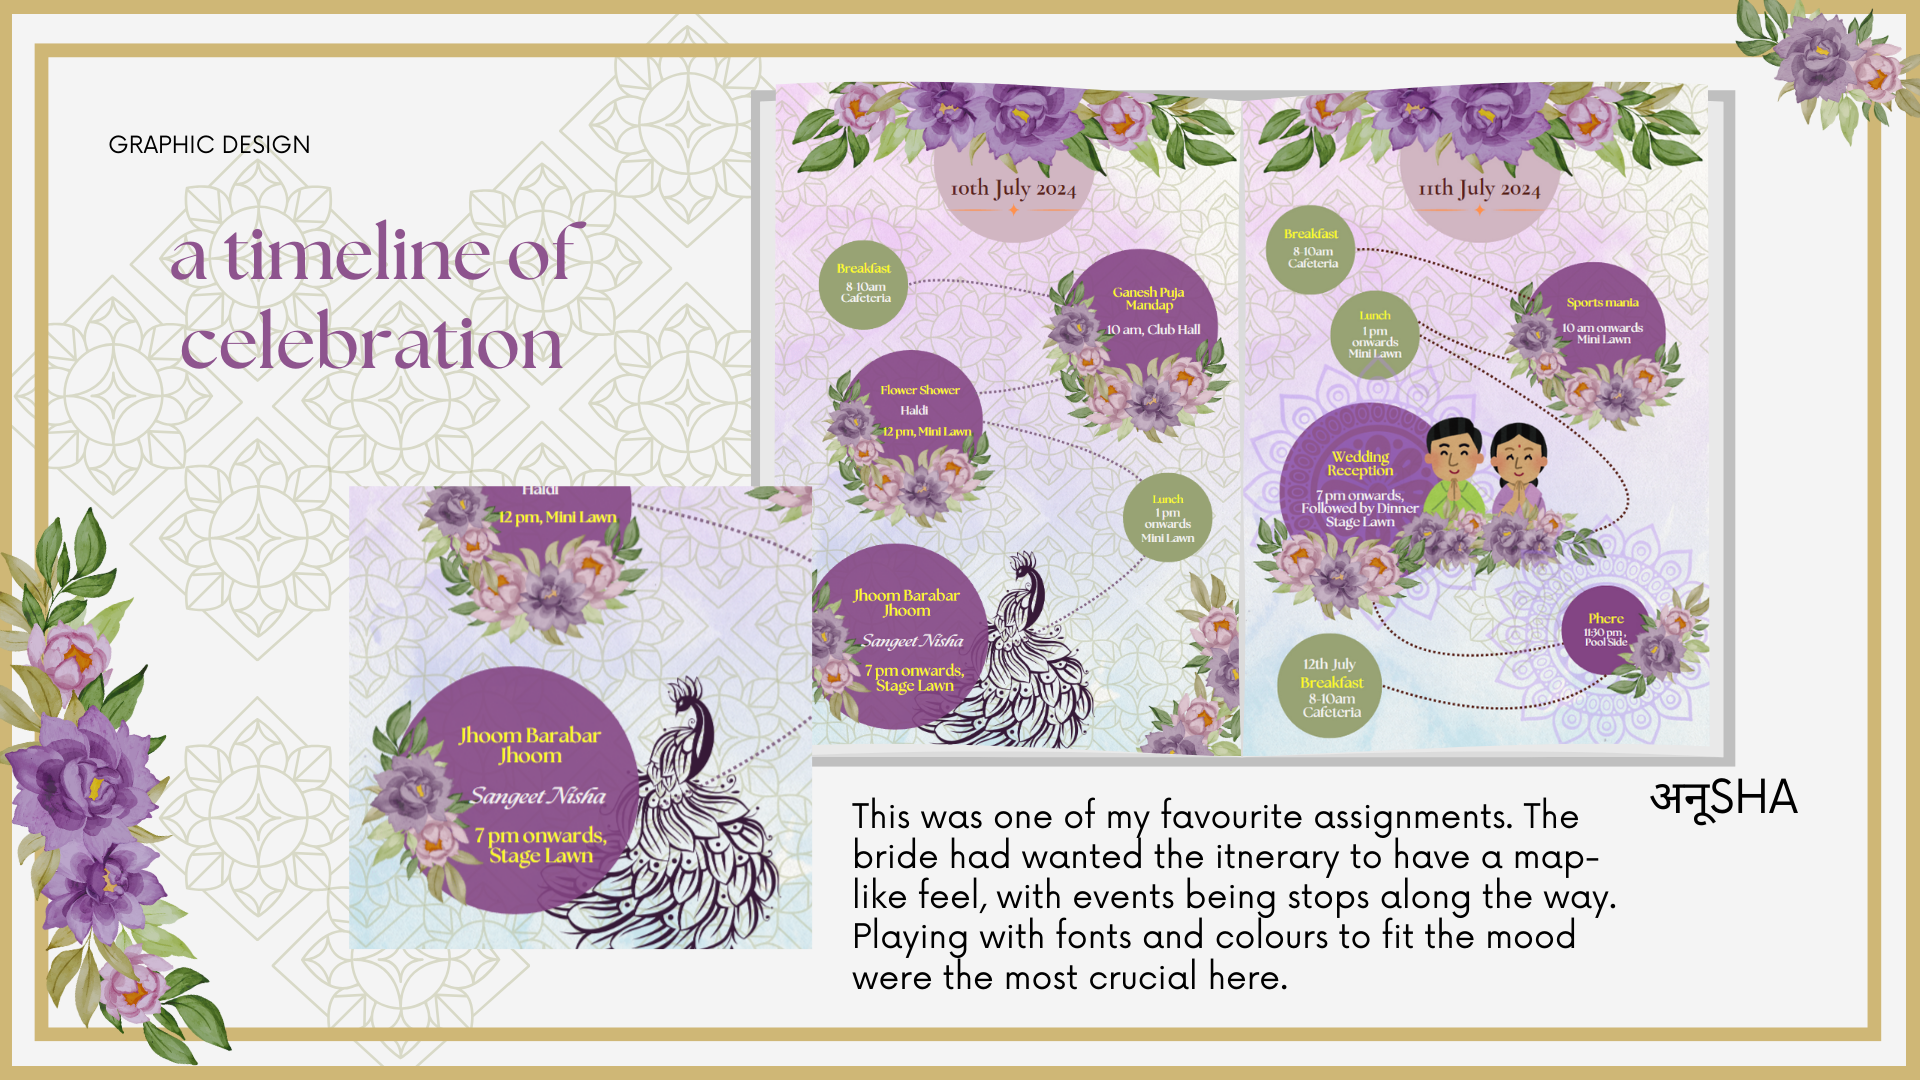 GRAPHIC DESIGN
a timeline of
celebration
10th July 2024
Breakfast
8-10am
Cafeteria
Ganesh Puja
Mandap
10 am, Club Hall
Flower Shower
Haldi
12 pm, Mini Lawn
Lunch
1 pm
onwards
Mini Lawn
Jhoom Barabar
Jhoom
Sangeet Nisha
7 pm onwards,
Stage Lawn
11th July 2024
Breakfast
8-10am
Cafeteria
Sports mania
10 am onwards
Mini Lawn
Lunch
1 pm
onwards
Mini Lawn
Wedding
Reception
7 pm onwards,
Followed by Dinner
Stage Lawn
Phere
11:30 pm,
Pool Side
12th July
Breakfast
8-10am
Cafeteria
Haldi
12 pm, Mini Lawn
Jhoom Barabar
Jhoom
Sangeet Nisha
7 pm onwards,
Stage Lawn
अनूSHA
This was one of my favourite assignments. The
bride had wanted the itnerary to have a map-
like feel, with events being stops along the way.
Playing with fonts and colours to fit the mood
were the most crucial here.